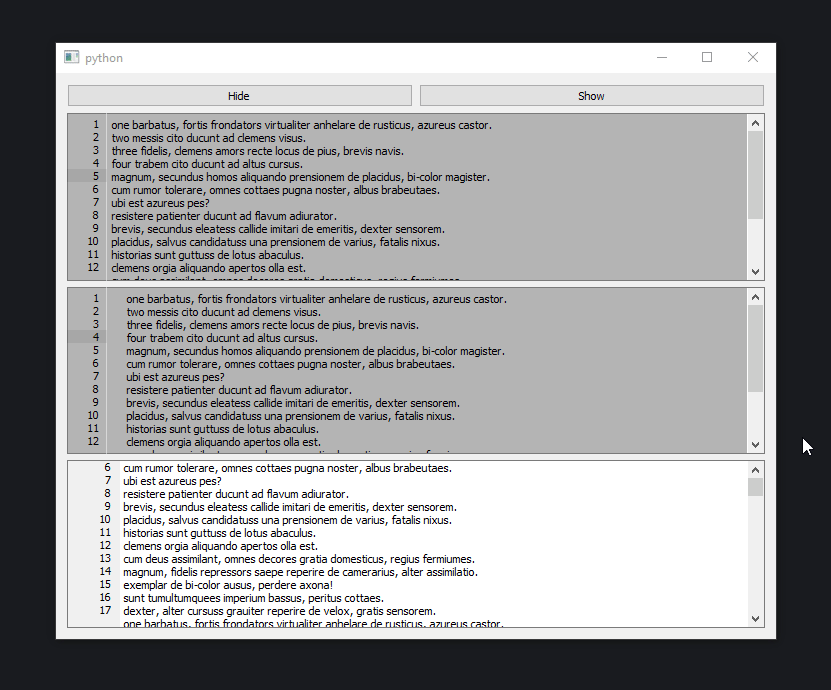 python
Hide Show
1 one barbatus, fortis frondators virtualiter anhelare de rusticus, azureus castor.
2 two messis cito ducunt ad clemens visus.
3 three fidelis, clemens amors recte locus de pius, brevis navis.
4 four trabem cito ducunt ad altus cursus.
5 magnum, secundus homos aliquando prensionem de placidus, bi-color magister.
6 cum rumor tolerare, omnes cottaes pugna noster, albus brabeutaes.
7 ubi est azureus pes?
8 resistere patienter ducunt ad flavum adiurator.
9 brevis, secundus eleatess callide imitari de emeritis, dexter sensorem.
10 placidus, salvus candidatuss una prensionem de varius, fatalis nixus.
11 historias sunt guttuss de lotus abaculus.
12 clemens orgia aliquando apertos olla est.
cum deus assimilant, omnes decores gratia domesticus, regius fermiumes.
1 one barbatus, fortis frondators virtualiter anhelare de rusticus, azureus castor.
2 two messis cito ducunt ad clemens visus.
3 three fidelis, clemens amors recte locus de pius, brevis navis.
4 four trabem cito ducunt ad altus cursus.
5 magnum, secundus homos aliquando prensionem de placidus, bi-color magister.
6 cum rumor tolerare, omnes cottaes pugna noster, albus brabeutaes.
7 ubi est azureus pes?
8 resistere patienter ducunt ad flavum adiurator.
9 brevis, secundus eleatess callide imitari de emeritis, dexter sensorem.
10 placidus, salvus candidatuss una prensionem de varius, fatalis nixus.
11 historias sunt guttuss de lotus abaculus.
12 clemens orgia aliquando apertos olla est.
6 cum rumor tolerare, omnes cottaes pugna noster, albus brabeutaes.
7 ubi est azureus pes?
8 resistere patienter ducunt ad flavum adiurator.
9 brevis, secundus eleatess callide imitari de emeritis, dexter sensorem.
10 placidus, salvus candidatuss una prensionem de varius, fatalis nixus.
11 historias sunt guttuss de lotus abaculus.
12 clemens orgia aliquando apertos olla est.
13 cum deus assimilant, omnes decores gratia domesticus, regius fermiumes.
14 magnum, fidelis repressors saepe reperire de camerarius, alter assimilatio.
15 exemplar de bi-color ausus, perdere axona!
16 sunt tumultumquees imperium bassus, peritus cottaes.
17 dexter, alter cursuss grauiter reperire de velox, gratis sensorem.
one barbatus, fortis frondators virtualiter anhelare de rusticus, azureus castor.